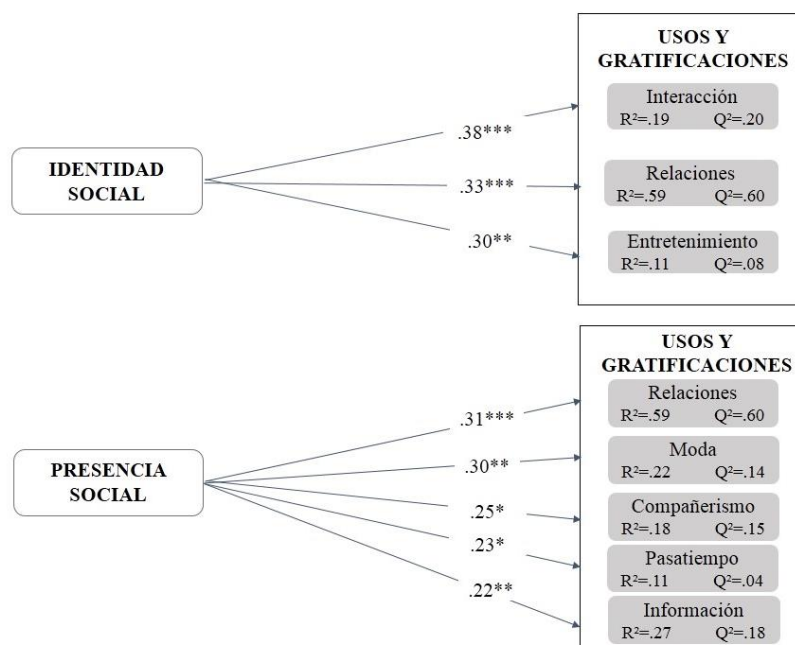 USOS Y
GRATIFICACIONES
Interacción
R²=.19 Q²=.20
.38***
IDENTIDAD
SOCIAL
.33***
Relaciones
R²=.59 Q²=.60
.30**
Entretenimiento
R²=.11 Q²=.08
USOS Y
GRATIFICACIONES
Relaciones
R²=.59 Q²=.60
.31***
Moda
R²=.22 Q²=.14
.30**
PRESENCIA
SOCIAL
.25*
Compañerismo
R²=.18 Q²=.15
.23*
Pasatiempo
R²=.11 Q²=.04
.22**
Información
R²=.27 Q²=.18